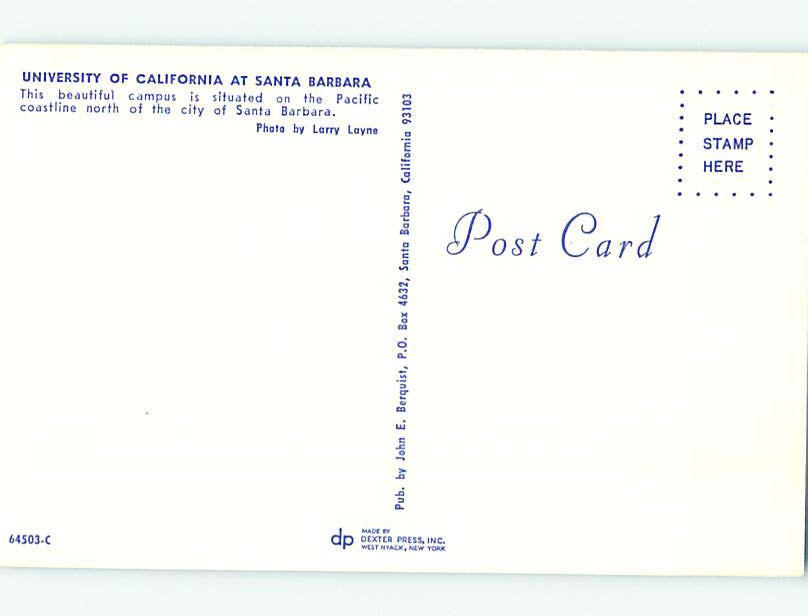 UNIVERSITY OF CALIFORNIA AT SANTA BARBARA
This beautiful campus is situated on the Pacific
coastline north of the city of Santa Barbara.
Photo by Larry Layne
Pub. by John E. Berquist, P.O. Box 4632, Santa Barbara, California 93103
PLACE
STAMP
HERE
Post Card
64503-C
dp
MADE BY
DEXTER PRESS, INC.
WEST NYACK, NEW YORK